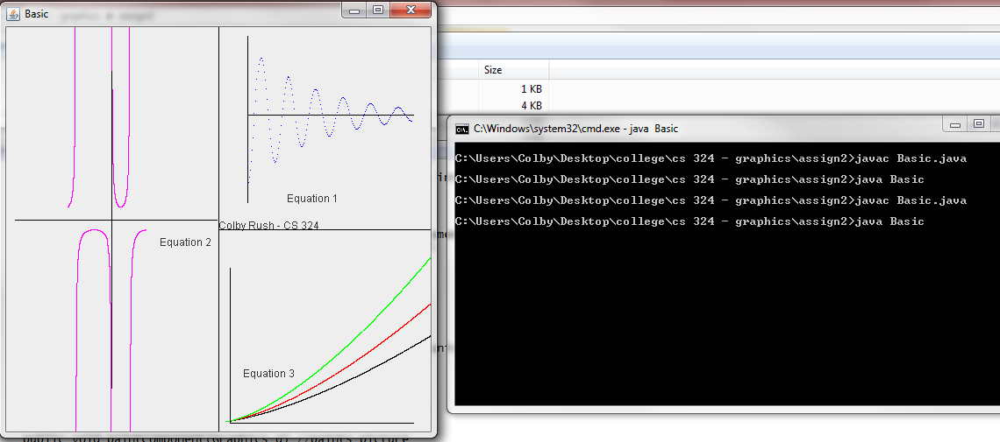 Basic
Equation 1
Colby Rush - CS 324
Equation 2
Equation 3
Size
1 KB
4 KB
C:\Windows\system32\cmd.exe - java Basic
C:\Users\Colby\Desktop\college\cs 324 - graphics\assign2>javac Basic.java
C:\Users\Colby\Desktop\college\cs 324 - graphics\assign2>java Basic
C:\Users\Colby\Desktop\college\cs 324 - graphics\assign2>javac Basic.java
C:\Users\Colby\Desktop\college\cs 324 - graphics\assign2>java Basic